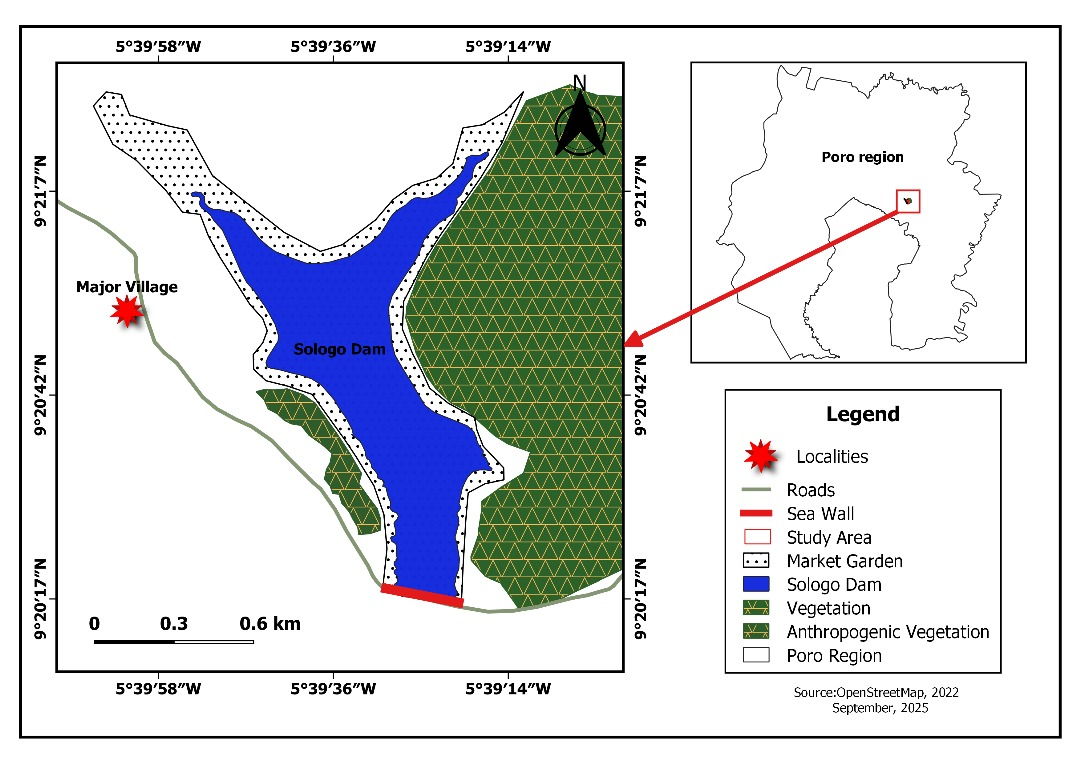 5°39′58″W 5°39′36″W 5°39′14″W
N
Poro region
9°21′7″N
9°21′7″N
Major Village
Sologo Dam
9°20′42″N
9°20′42″N
Legend
Localities
Roads
Sea Wall
Study Area
Market Garden
Sologo Dam
Vegetation
Anthropogenic Vegetation
Poro Region
9°20′17″N
9°20′17″N
0 0.3 0.6 km
5°39′58″W 5°39′36″W 5°39′14″W
Source:OpenStreetMap, 2022
September, 2025